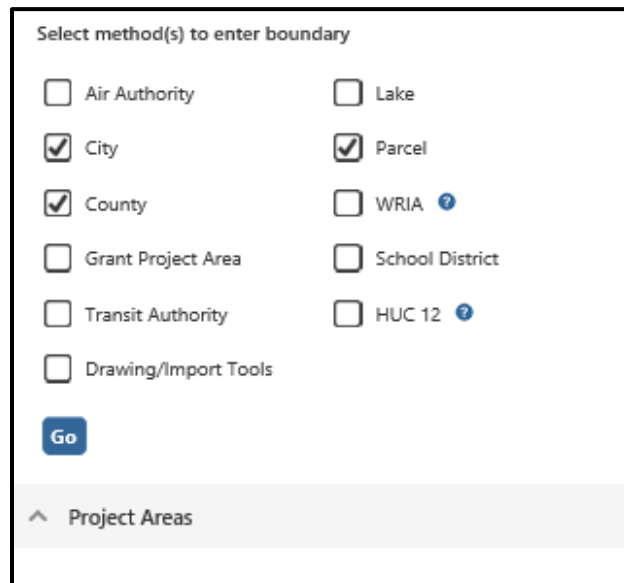 Select method(s) to enter boundary
Air Authority
Lake
City
Parcel
County
WRIA ?
Grant Project Area
School District
Transit Authority
HUC 12 ?
Drawing/Import Tools
Go
Project Areas